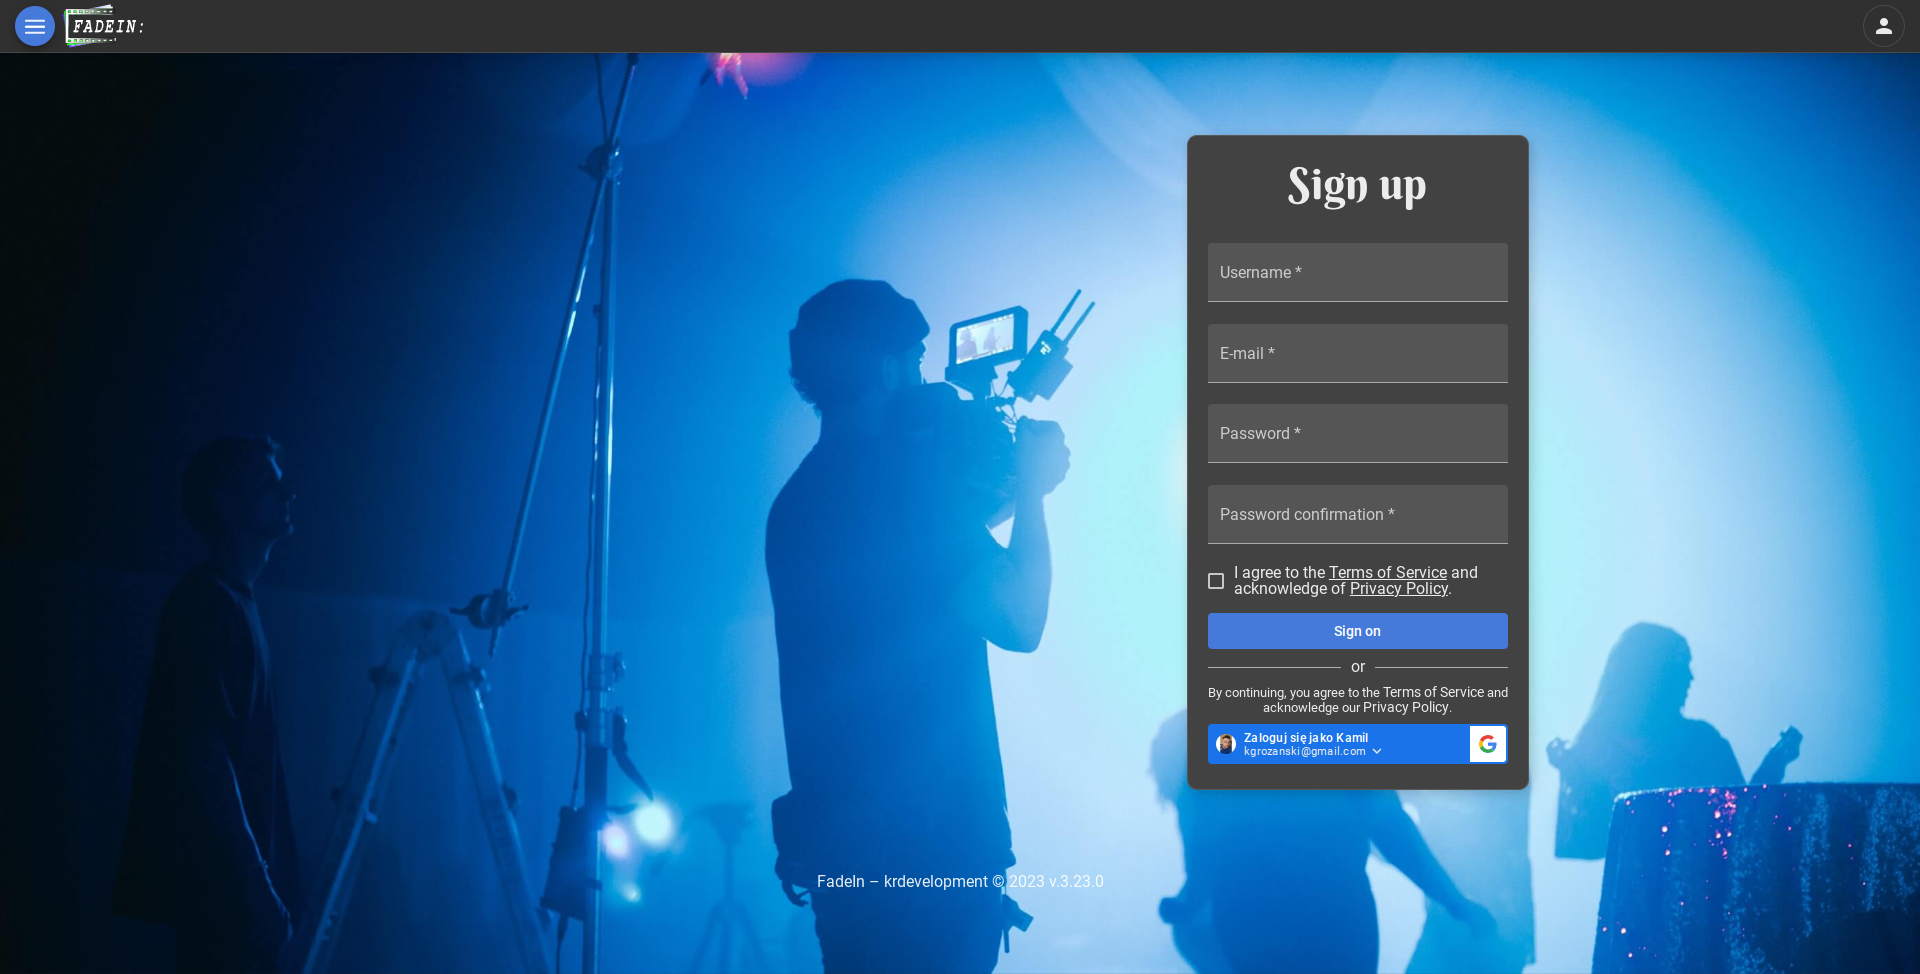 FADEIN:
Sign up
Username *
E-mail *
Password *
Password confirmation *
I agree to the Terms of Service and
acknowledge of Privacy Policy.
Sign on
or
By continuing, you agree to the Terms of Service and
acknowledge our Privacy Policy.
Zaloguj się jako Kamil
kgrozanski@gmail.com
FadeIn – krdevelopment © 2023 v.3.23.0